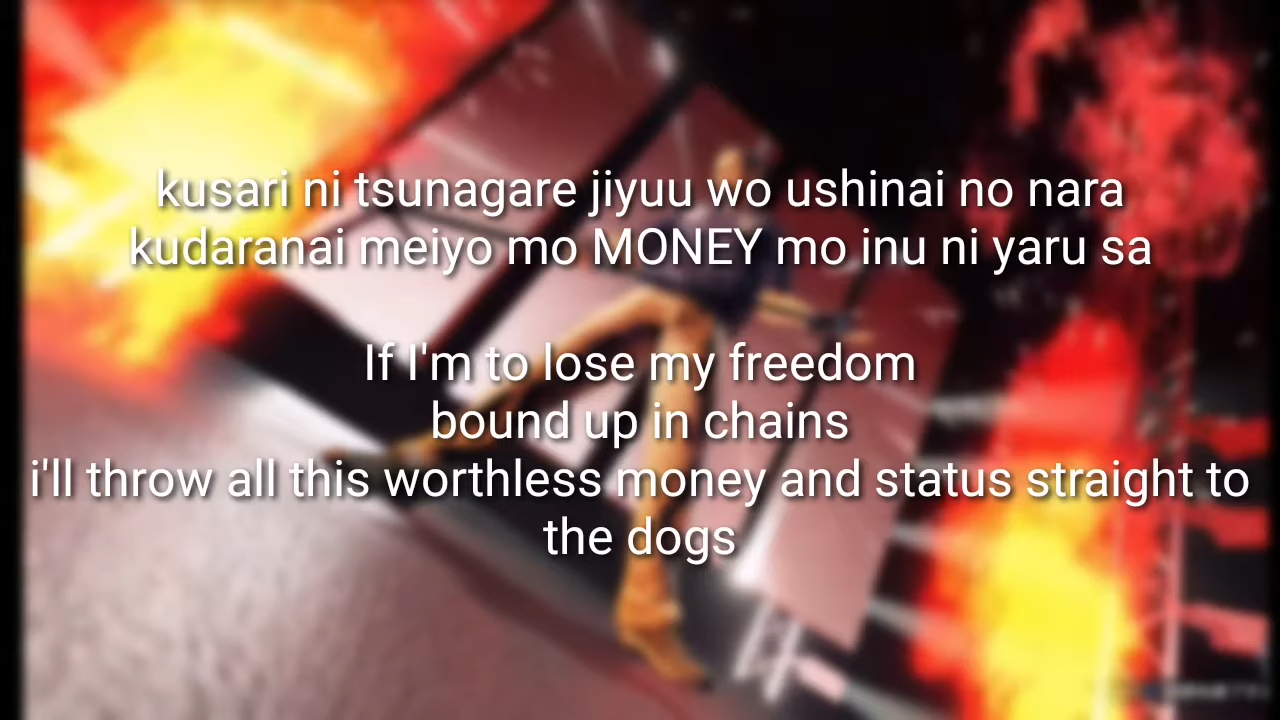 kusari ni tsunagare jiyuu wo ushinai no nara
kudaranai meiyo mo MONEY mo inu ni yaru sa
If I'm to lose my freedom
bound up in chains
i'll throw all this worthless money and status straight to
the dogs